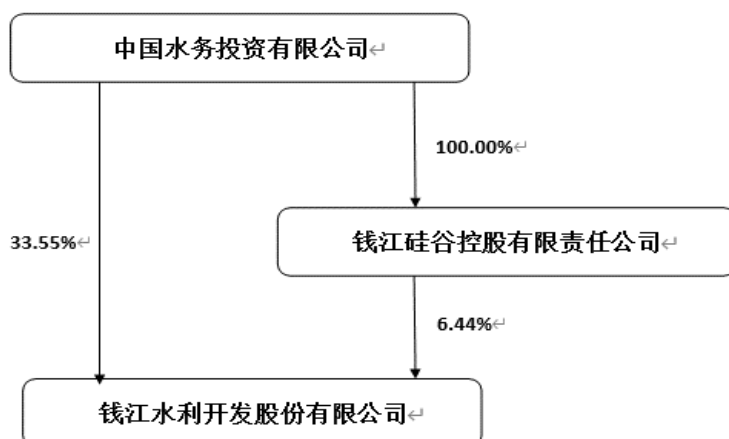 中国水务投资有限公司↵
100.00%↵
钱江硅谷控股有限责任公司↵
33.55%↵
6.44%↵
钱江水利开发股份有限公司↵